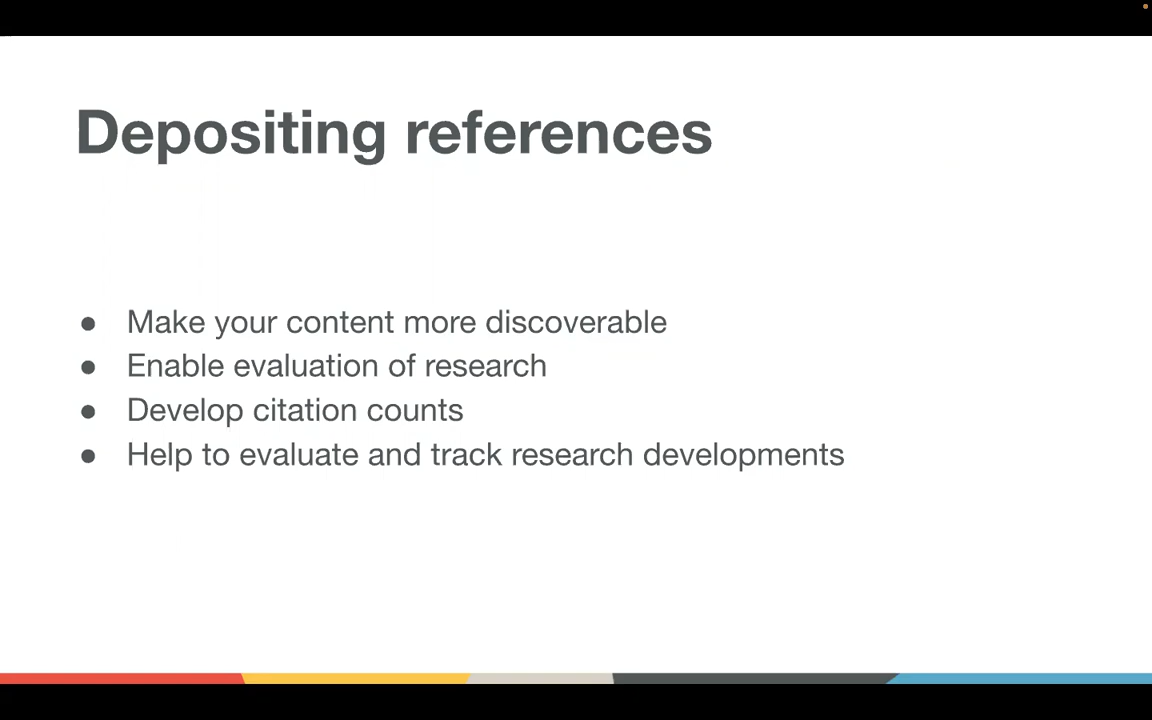 Depositing references
● Make your content more discoverable
● Enable evaluation of research
● Develop citation counts
● Help to evaluate and track research developments